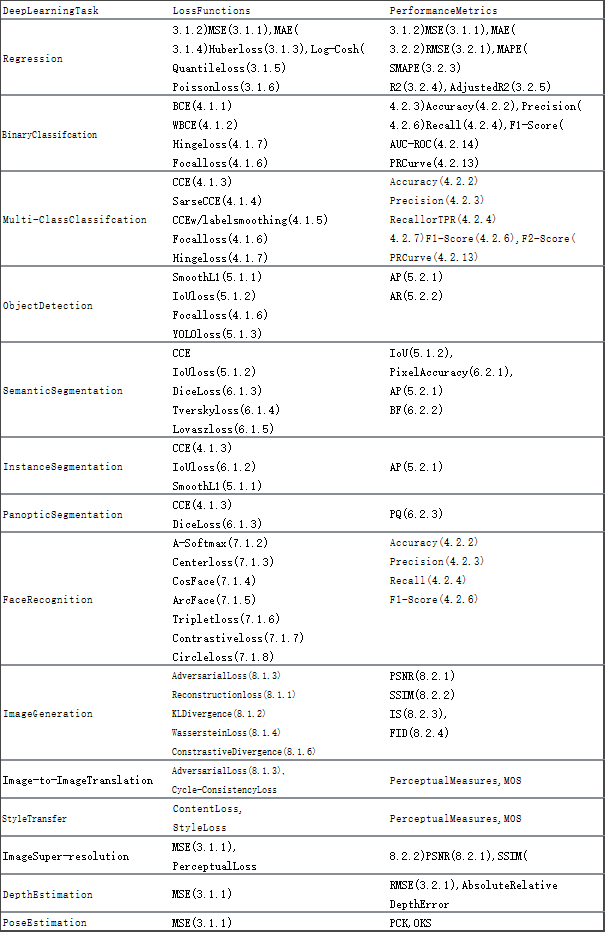 DeepLearningTask LossFunctions PerformanceMetrics
Regression
3.1.2)MSE(3.1.1),MAE(
3.1.4)Huberloss(3.1.3),Log-Cosh(
Quantileloss(3.1.5)
Poissonloss(3.1.6)
3.1.2)MSE(3.1.1),MAE(
3.2.2)RMSE(3.2.1),MAPE(
SMAPE(3.2.3)
R2(3.2.4),AdjustedR2(3.2.5)
BinaryClassifcation
BCE(4.1.1)
WBCE(4.1.2)
Hingeloss(4.1.7)
Focalloss(4.1.6)
4.2.3)Accuracy(4.2.2),Precision(
4.2.6)Recall(4.2.4),F1-Score(
AUC-ROC(4.2.14)
PRCurve(4.2.13)
Multi-ClassClassifcation
CCE(4.1.3)
SarseCCE(4.1.4)
CCEw/labelsmoothing(4.1.5)
Focalloss(4.1.6)
Hingeloss(4.1.7)
Accuracy(4.2.2)
Precision(4.2.3)
RecallorTPR(4.2.4)
4.2.7)F1-Score(4.2.6),F2-Score(
PRCurve(4.2.13)
ObjectDetection
SmoothL1(5.1.1)
IoUloss(5.1.2)
Focalloss(4.1.6)
YOLOloss(5.1.3)
AP(5.2.1)
AR(5.2.2)
SemanticSegmentation
CCE
IoUloss(5.1.2)
DiceLoss(6.1.3)
Tverskyloss(6.1.4)
Lovaszloss(6.1.5)
IoU(5.1.2),
PixelAccuracy(6.2.1),
AP(5.2.1)
BF(6.2.2)
InstanceSegmentation
CCE(4.1.3)
IoUloss(6.1.2)
SmoothL1(5.1.1)
AP(5.2.1)
PanopticSegmentation
CCE(4.1.3)
DiceLoss(6.1.3)
PQ(6.2.3)
FaceRecognition
A-Softmax(7.1.2)
Centerloss(7.1.3)
CosFace(7.1.4)
ArcFace(7.1.5)
Tripletloss(7.1.6)
Contrastiveloss(7.1.7)
Circleloss(7.1.8)
Accuracy(4.2.2)
Precision(4.2.3)
Recall(4.2.4)
F1-Score(4.2.6)
ImageGeneration
AdversarialLoss(8.1.3)
Reconstructionloss(8.1.1)
KLDivergence(8.1.2)
WassersteinLoss(8.1.4)
ConstrastiveDivergence(8.1.6)
PSNR(8.2.1)
SSIM(8.2.2)
IS(8.2.3),
FID(8.2.4)
Image-to-ImageTranslation
AdversarialLoss(8.1.3),
Cycle-ConsistencyLoss
PerceptualMeasures,MOS
StyleTransfer
ContentLoss,
StyleLoss
PerceptualMeasures,MOS
ImageSuper-resolution
MSE(3.1.1),
PerceptualLoss
8.2.2)PSNR(8.2.1),SSIM(
DepthEstimation
MSE(3.1.1)
RMSE(3.2.1),AbsoluteRelative
DepthError
PoseEstimation MSE(3.1.1) PCK,OKS